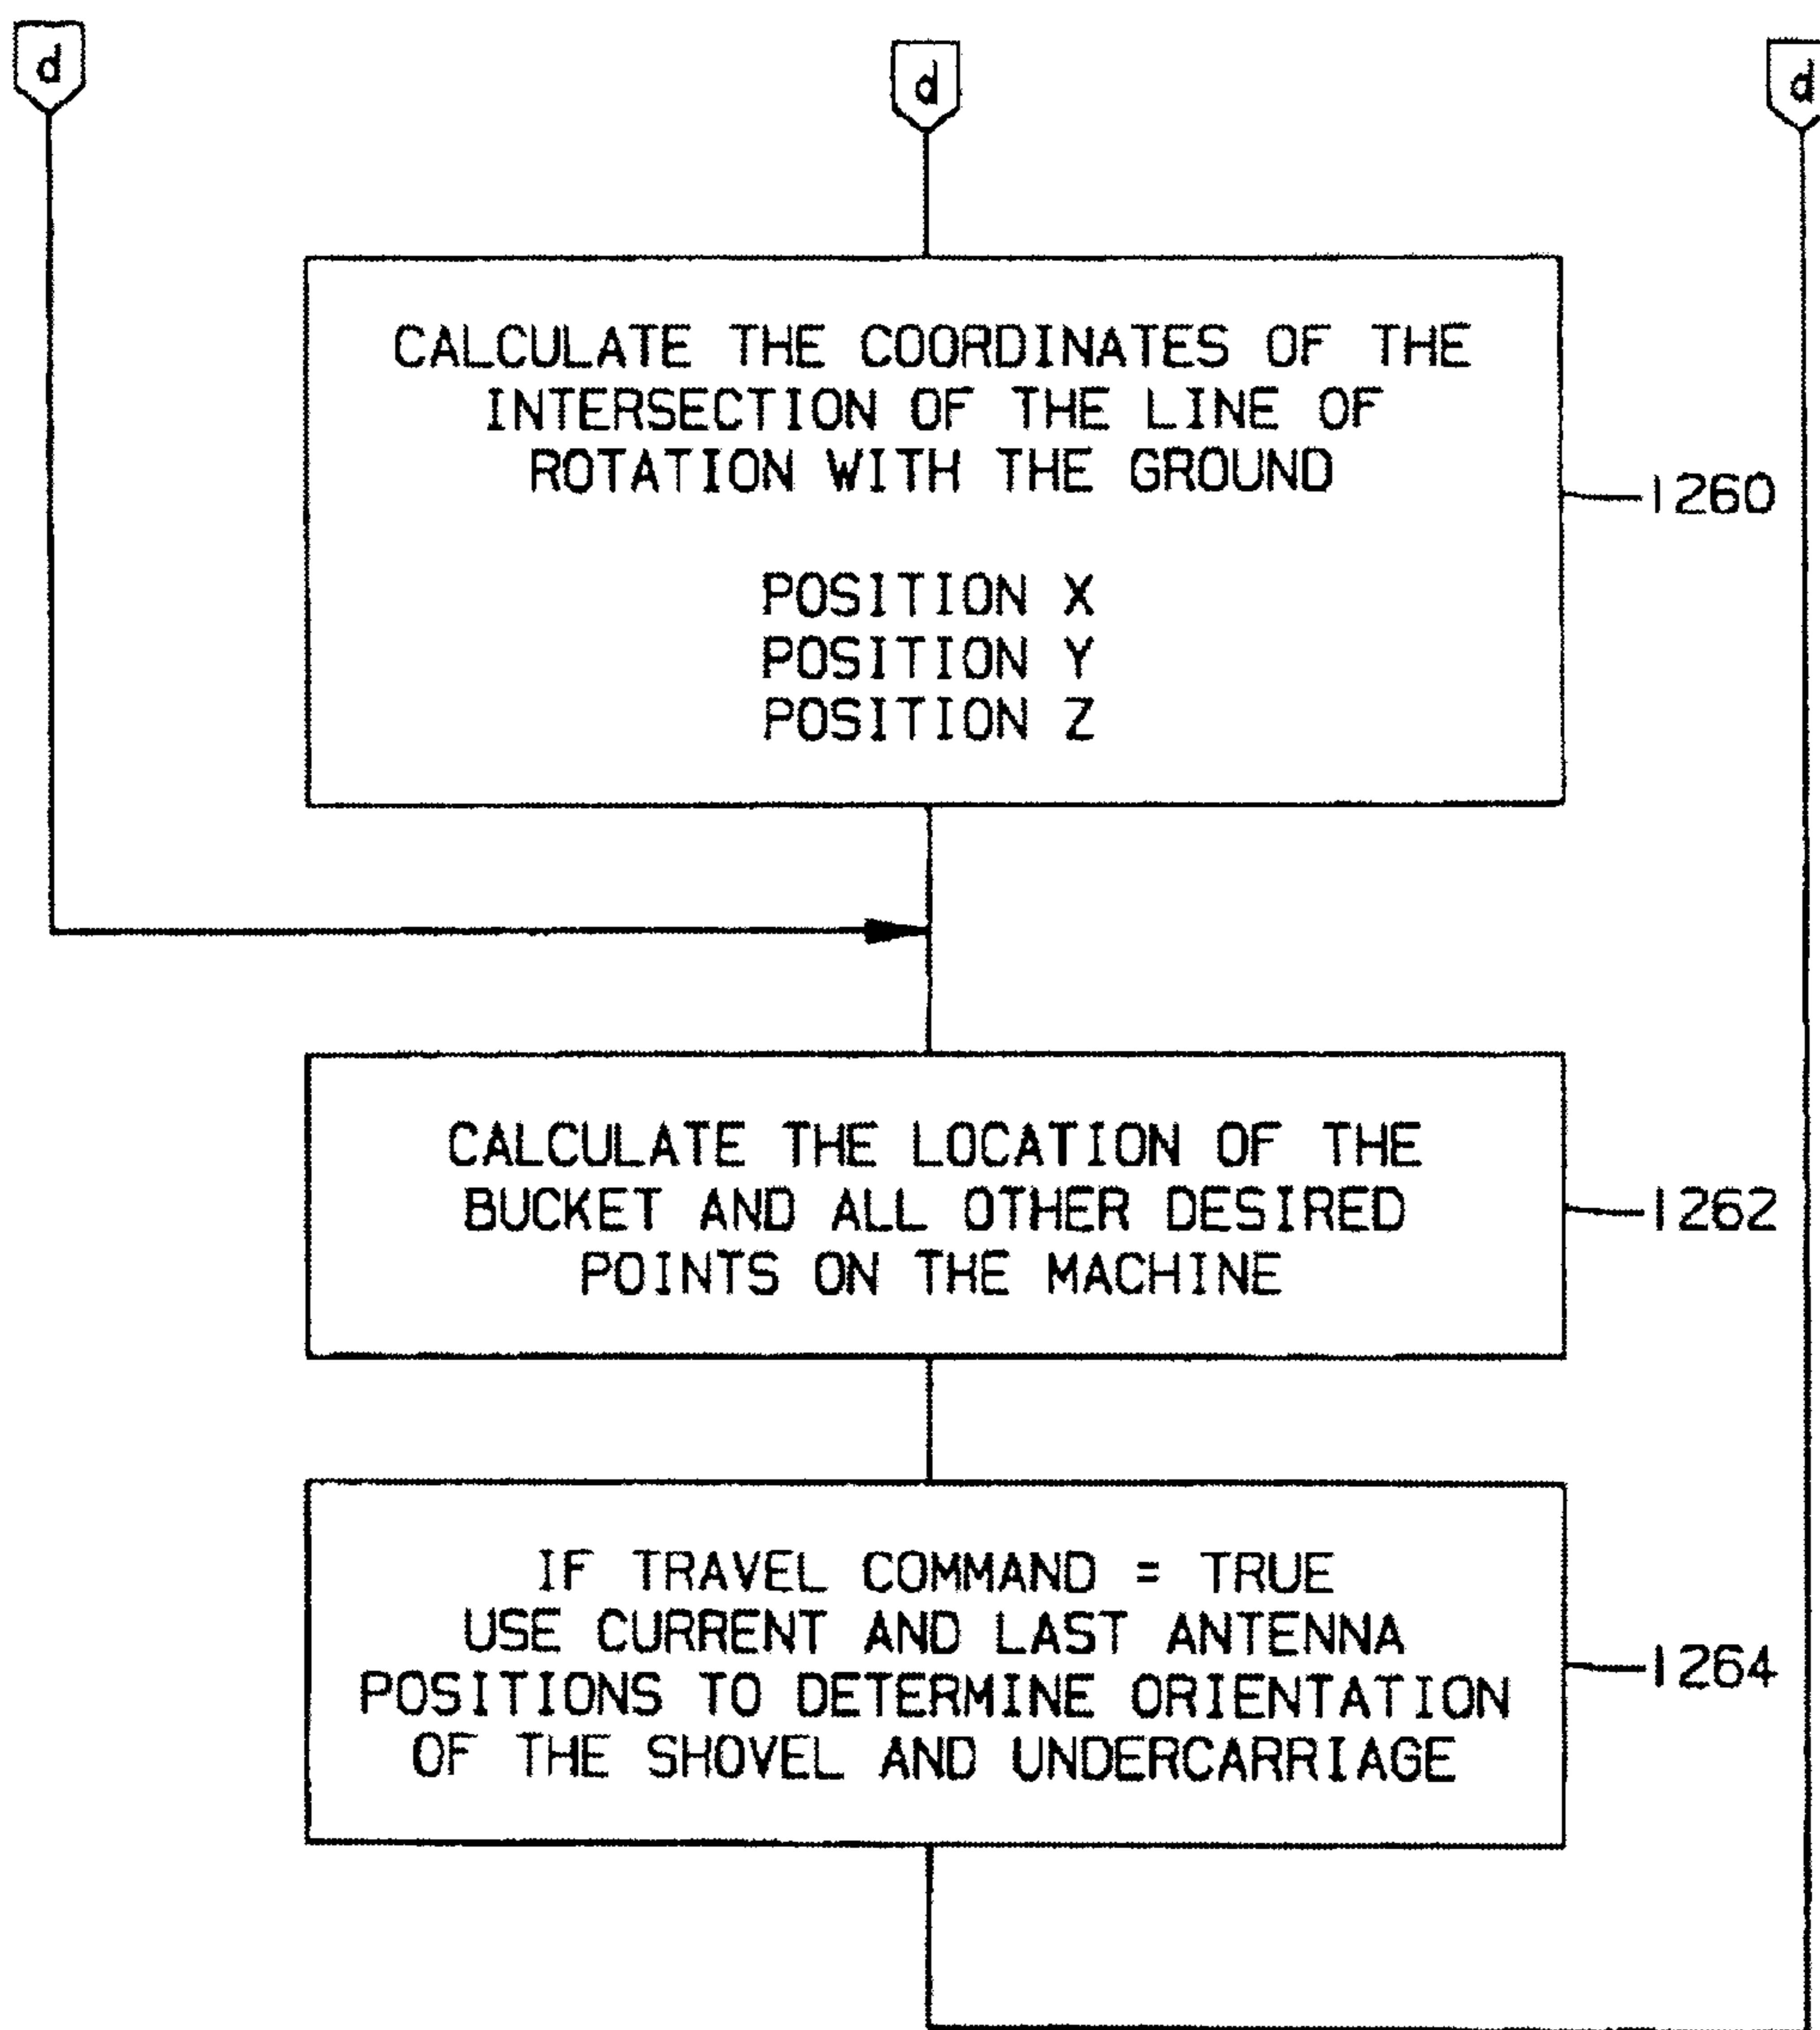 d
d
d
CALCULATE THE COORDINATES OF THE
INTERSECTION OF THE LINE OF
ROTATION WITH THE GROUND
1260
POSITION X
POSITION Y
POSITION Z
CALCULATE THE LOCATION OF THE
BUCKET AND ALL OTHER DESIRED
POINTS ON THE MACHINE
1262
IF TRAVEL COMMAND = TRUE
USE CURRENT AND LAST ANTENNA
POSITIONS TO DETERMINE ORIENTATION
OF THE SHOVEL AND UNDERCARRIAGE
1264